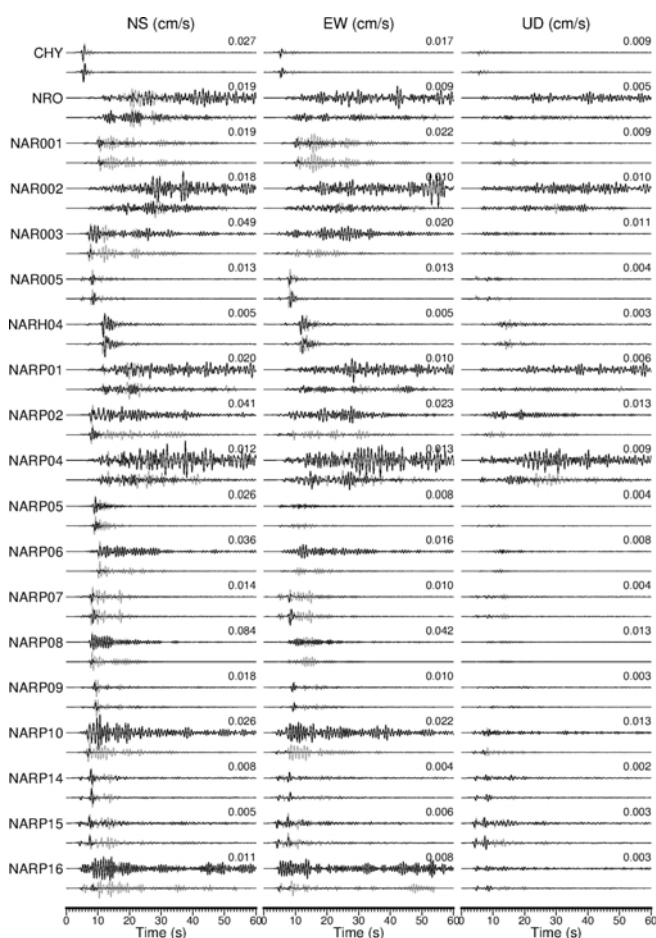 NS (cm/s) EW (cm/s) UD (cm/s)
CHY 0.027 0.017 0.009
NRO 0.019 0.009 0.005
NAR001 0.019 0.022 0.009
NAR002 0.018 0.010 0.010
NAR003 0.049 0.020 0.011
NAR005 0.013 0.013 0.004
NARH04 0.005 0.005 0.003
NARP01 0.020 0.010 0.006
NARP02 0.041 0.023 0.013
NARP04 0.012 0.013 0.009
NARP05 0.026 0.008 0.004
NARP06 0.036 0.016 0.008
NARP07 0.014 0.010 0.004
NARP08 0.084 0.042 0.013
NARP09 0.018 0.010 0.003
NARP10 0.026 0.022 0.013
NARP14 0.008 0.004 0.002
NARP15 0.005 0.006 0.003
NARP16 0.011 0.008 0.003
0 10 20 30 40 50 60 0 10 20 30 40 50 60 0 10 20 30 40 50 60
Time (s) Time (s) Time (s)